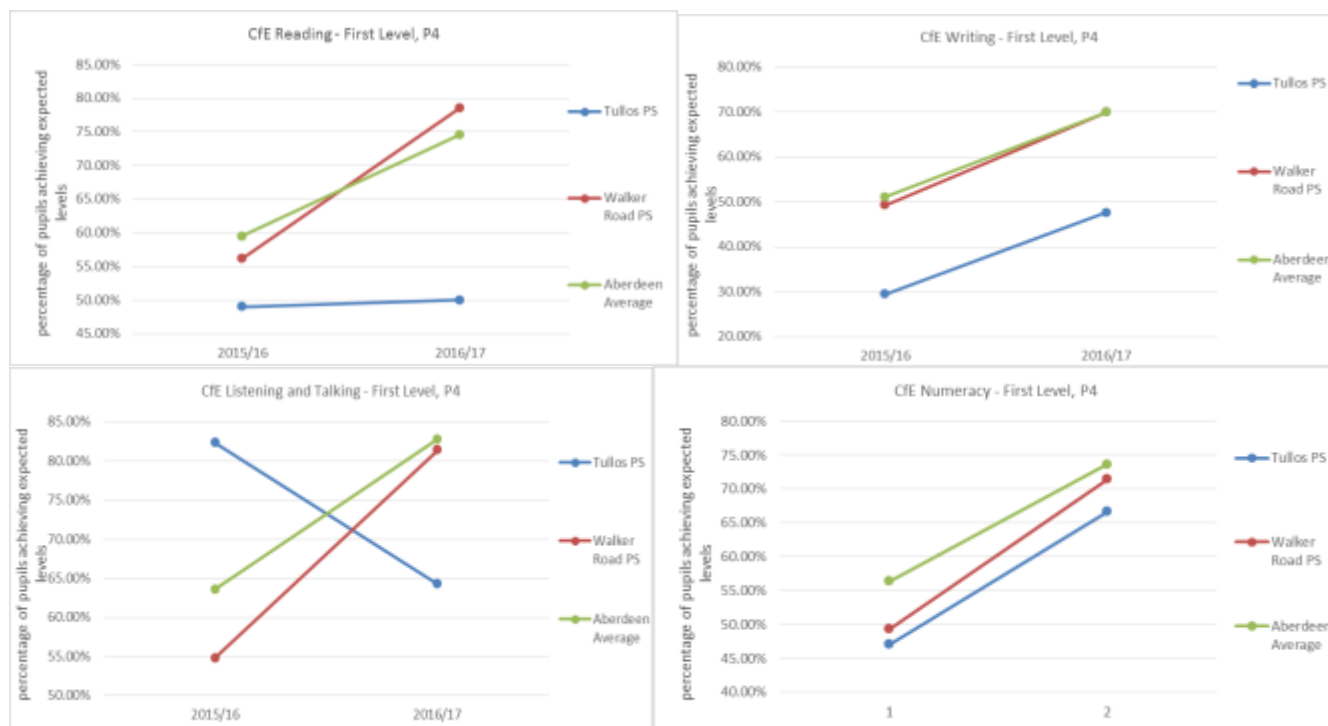 CfE Reading - First Level, P4
percentage of pupils achieving expected
levels
85.00%
80.00%
75.00%
70.00%
65.00%
60.00%
55.00%
50.00%
45.00%
2015/16
2016/17
Tullos PS
Walker
Road PS
Aberdeen
Average
CfE Writing - First Level, P4
percentage of pupils achieving expected
levels
80.00%
70.00%
60.00%
50.00%
40.00%
30.00%
20.00%
2015/16
2016/17
Tullos PS
Walker
Road PS
Aberdeen
Average
CfE Listening and Talking - First Level, P4
percentage of pupils achieving expected
levels
85.00%
80.00%
75.00%
70.00%
65.00%
60.00%
55.00%
50.00%
2015/16
2016/17
Tullos PS
Walker
Road PS
Aberdeen
Average
CfE Numeracy - First Level, P4
percentage of pupils achieving expected
levels
80.00%
75.00%
70.00%
65.00%
60.00%
55.00%
50.00%
45.00%
40.00%
1
2
Tullos PS
Walker
Road PS
Aberdeen
Average